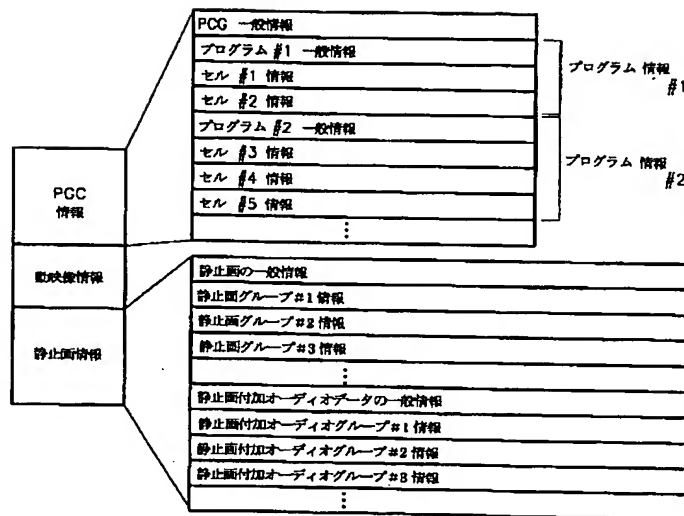 PCG 一般情報
プログラム #1 一般情報
セル #1 情報
セル #2 情報
プログラム #2 一般情報
セル #3 情報
セル #4 情報
セル #5 情報
⋮
プログラム 情報
#1
プログラム 情報
#2
PGC
情報
動映像情報
静止画情報
静止画の一般情報
静止画グループ#1情報
静止画グループ#2情報
静止画グループ#3情報
⋮
静止画付加オーディオデータの一般情報
静止画付加オーディオグループ#1情報
静止画付加オーディオグループ#2情報
静止画付加オーディオグループ#3情報
⋮